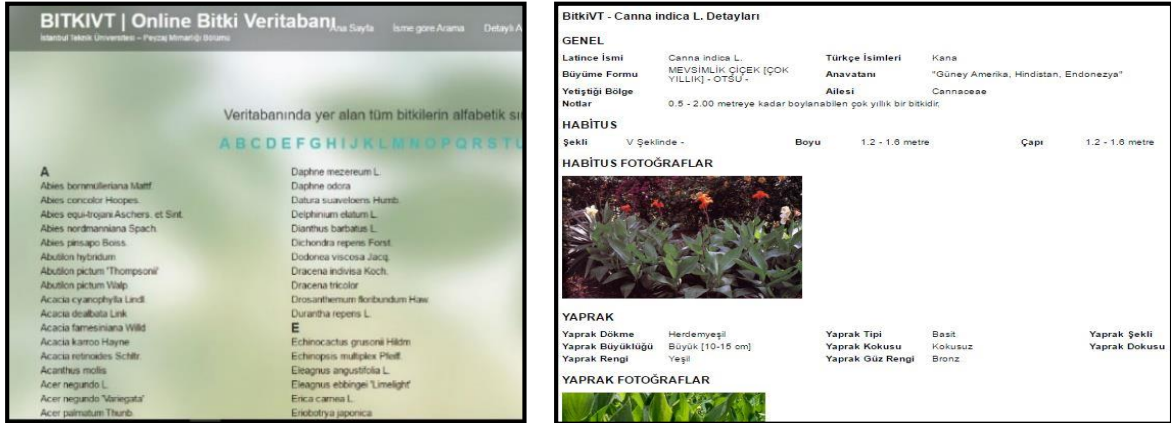 BITKIVT | Online Bitki Veritabanı
Ana Sayfa İsme gore Arama Detaylı A
İstanbul Teknik Üniversitesi – Peyzaj Mimarlığı Bölümü
Veritabanında yer alan tüm bitkilerin alfabetik sı
A B C D E F G H I J K L M N O P Q R S T U
A
Abies bornmülleriana Mattf.
Abies concolor Hoopes.
Abies equi-trojani Aschers. et Sint.
Abies nordmanniana Spach.
Abies pinsapo Boiss.
Abutilon hybridum
Abutilon pictum 'Thompsonii'
Abutilon pictum Walp
Acacia cyanophylla Lindl.
Acacia dealbata Link
Acacia farnesiniana Willd
Acacia karroo Hayne
Acacia retinoides Schltr.
Acanthus mollis
Acer negundo L.
Acer negundo 'Variegata'
Acer palmatum Thunb.
Daphne mezereum L.
Daphne odora
Datura suaveloens Humb.
Delphinium elatum L.
Dianthus barbatus L.
Dichondra repens Forst.
Dodonea viscosa Jacq.
Dracena indivisa Koch.
Dracena tricolor
Drosanthemum floribundum Haw.
Durantha repens L.
E
Echinocactus grusonii Hildm
Echinopsis multiplex Pfeiff.
Eleagnus angustifolia L.
Eleagnus ebbingei 'Limelight'
Erica carnea L.
Eriobotrya japonica
BitkiVT - Canna indica L. Detayları
GENEL
Latince İsmi Canna indica L. Türkçe İsimleri Kana
Büyüme Formu MEVSİMLİK ÇİÇEK [ÇOK YILLIK] - OTSU - Anavatanı "Güney Amerika, Hindistan, Endonezya"
Yetiştiği Bölge Ailesi Cannaceae
Notlar 0.5 - 2.00 metreye kadar boylanabilen çok yıllık bir bitkidir.
HABİTUS
Şekli V Şeklinde - Boyu 1.2 - 1.6 metre Çapı 1.2 - 1.6 metre
HABİTUS FOTOĞRAFLAR
YAPRAK
Yaprak Dökme Herdemyeşil Yaprak Tipi Basit Yaprak Şekli
Yaprak Büyüklüğü Büyük [10-15 cm] Yaprak Kokusu Kokusuz Yaprak Dokusu
Yaprak Rengi Yeşil Yaprak Güz Rengi Bronz
YAPRAK FOTOĞRAFLAR